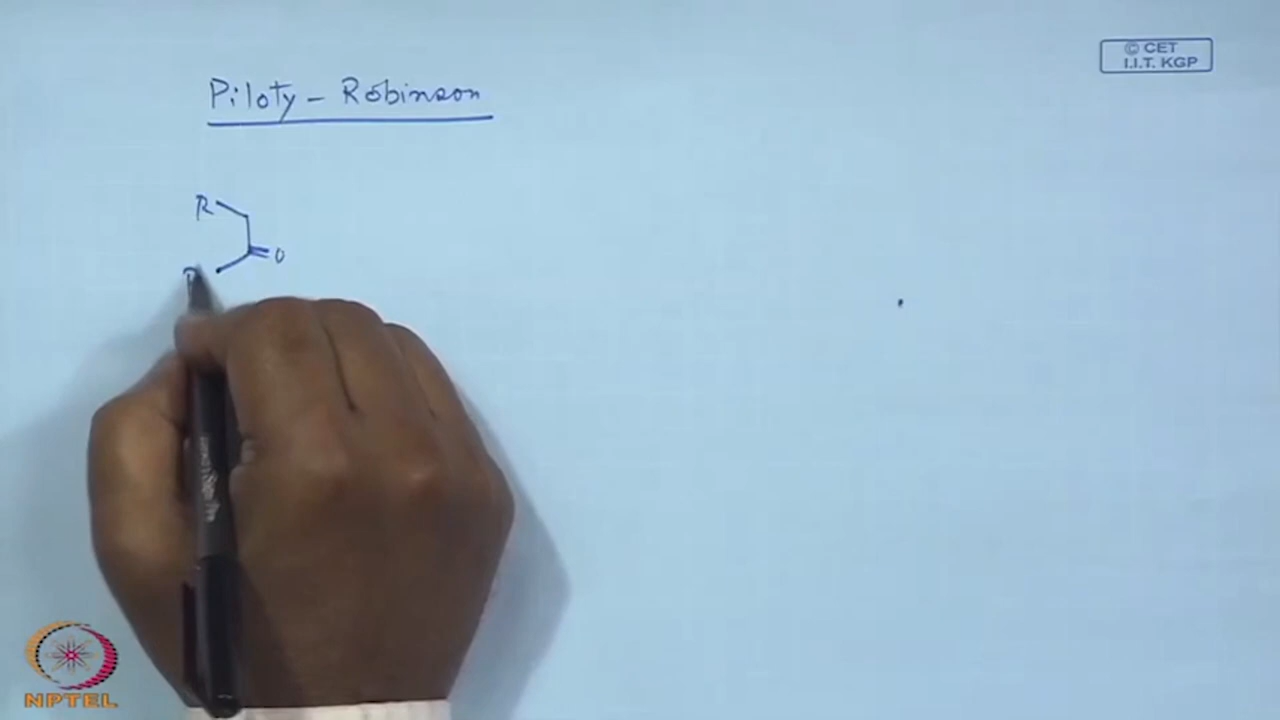 © CET
I.I.T. KGP
Piloty - Robinson
R
O
R
NPTEL